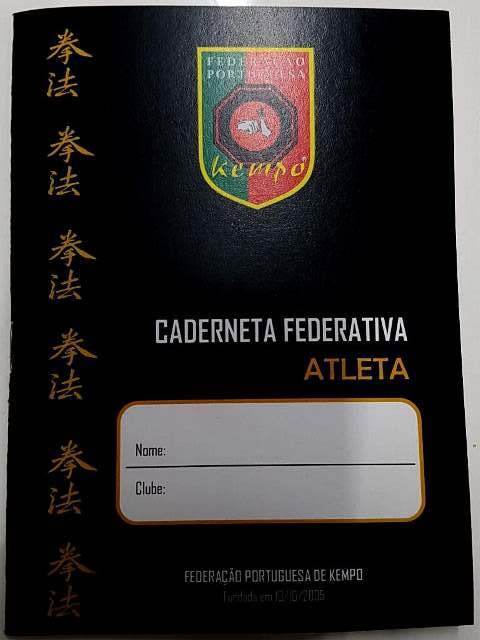 拳法
拳法
拳法
拳法
拳法
拳法
FEDERAÇÃO
PORTUGUESA
Kempo
CADERNETA FEDERATIVA
ATLETA
Nome:
Clube:
FEDERAÇÃO PORTUGUESA DE KEMPO
Fundada em 10/10/2005